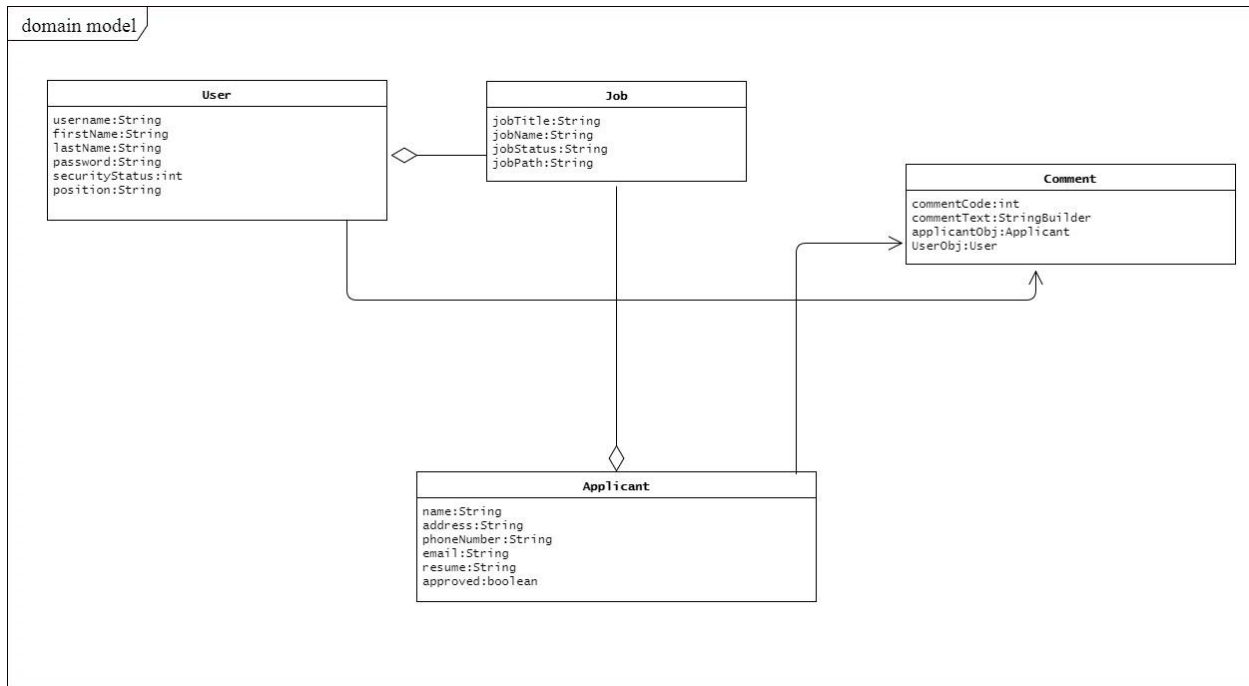 domain model
User
username:String
firstName:String
lastName:String
password:String
securityStatus:int
position:String
Job
jobTitle:String
jobName:String
jobStatus:String
jobPath:String
Comment
commentCode:int
commentText:StringBuilder
applicantObj:Applicant
UserObj:User
Applicant
name:String
address:String
phoneNumber:String
email:String
resume:String
approved:boolean